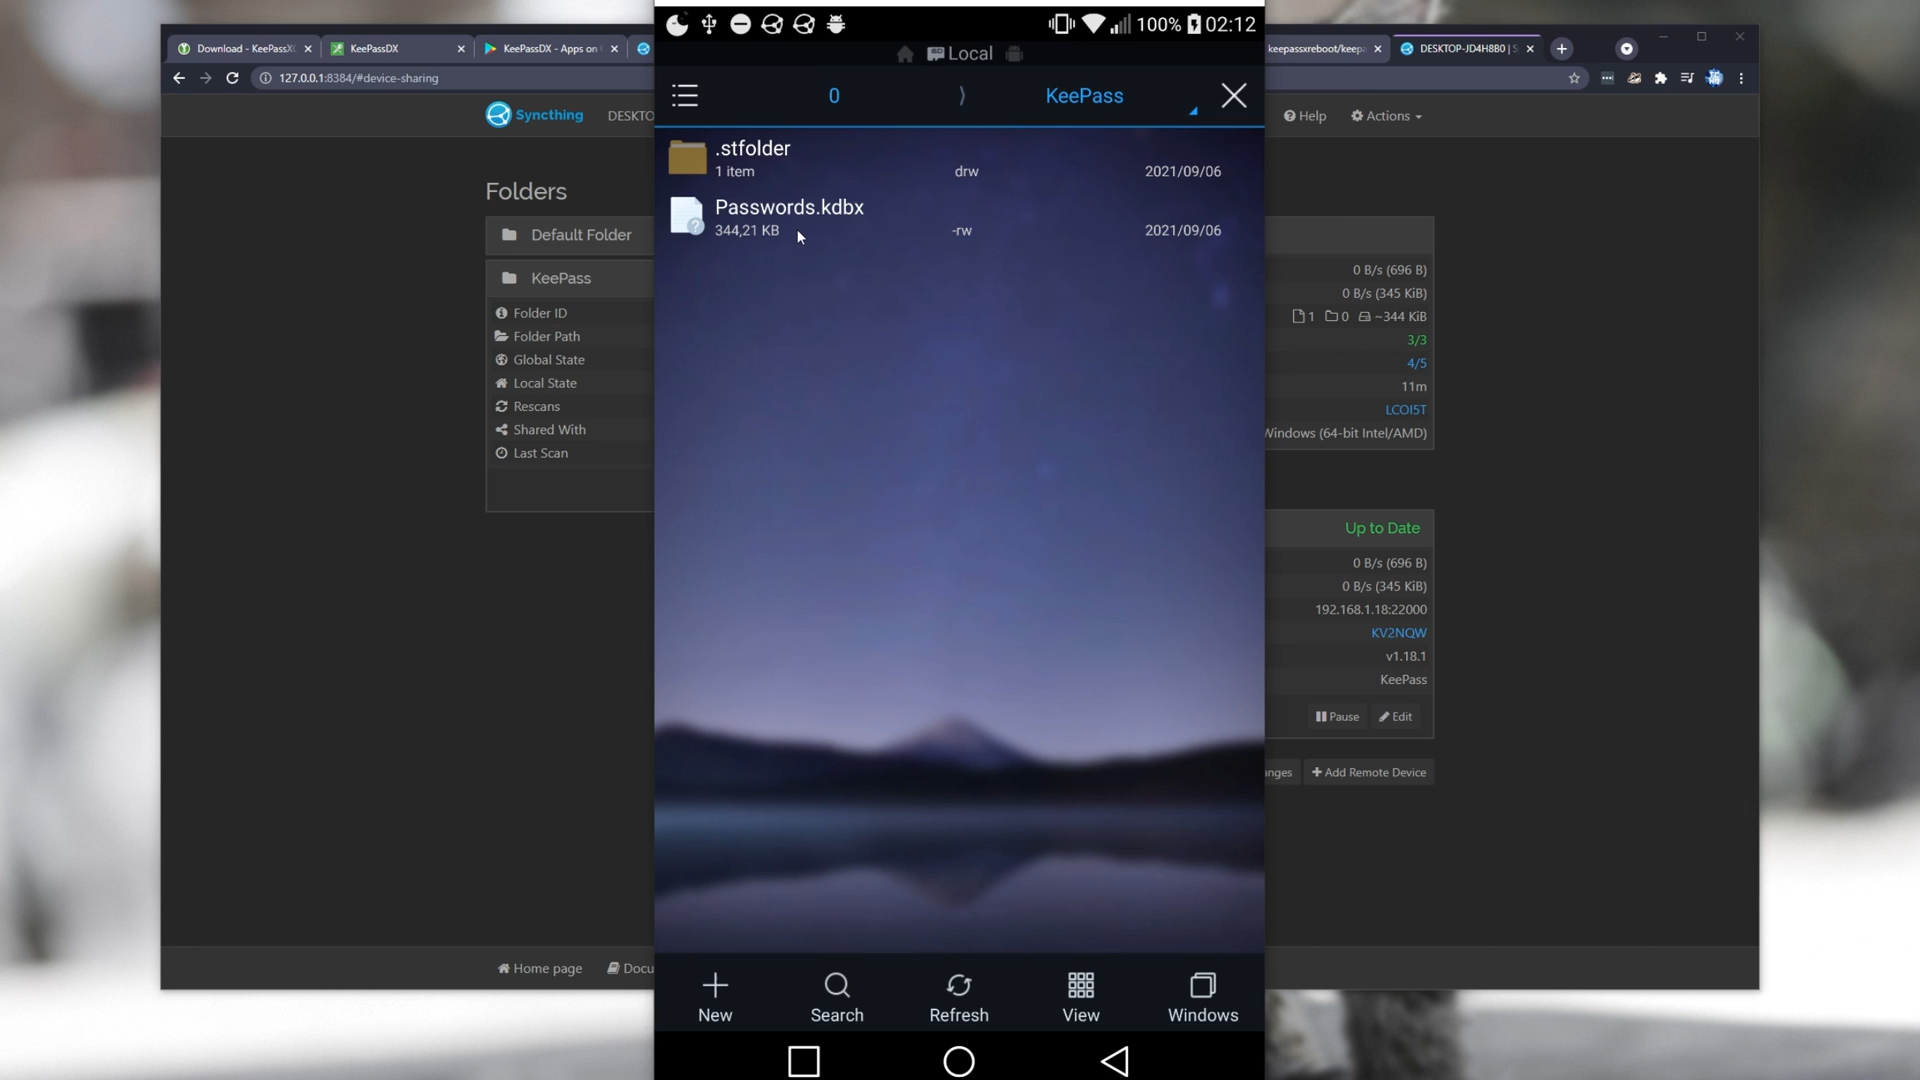 Download - KeePassXC
KeePassDX
KeePassDX - Apps on
keepassxreboot/keepa
DESKTOP-JD4H8B0 | S
127.0.0.1:8384/#device-sharing
Syncthing
DESKTO
Help
Actions
Folders
Default Folder
KeePass
Folder ID
Folder Path
Global State
Local State
Rescans
Shared With
Last Scan
Home page
Docu
100%
02:12
Local
0
KeePass
.stfolder
1 item
drw
2021/09/06
Passwords.kdbx
344,21 KB
-rw
2021/09/06
New
Search
Refresh
View
Windows
0 B/s (696 B)
0 B/s (345 KiB)
1 0 ~344 KiB
3/3
4/5
11m
LCOI5T
Windows (64-bit Intel/AMD)
Up to Date
0 B/s (696 B)
0 B/s (345 KiB)
192.168.1.18:22000
KV2NQW
v1.18.1
KeePass
Pause
Edit
anges
Add Remote Device